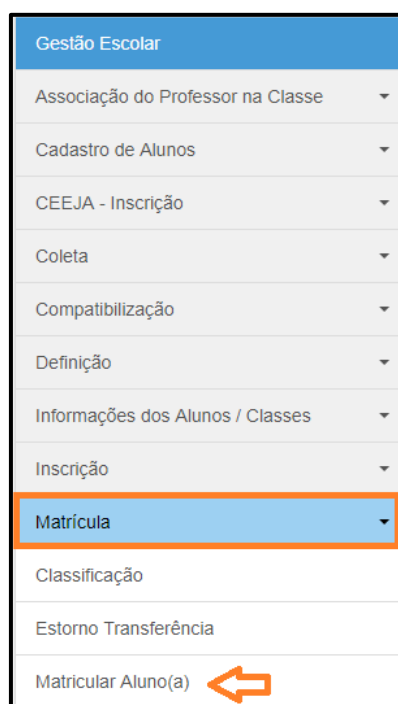 Gestão Escolar
Associação do Professor na Classe
Cadastro de Alunos
CEEJA - Inscrição
Coleta
Compatibilização
Definição
Informações dos Alunos / Classes
Inscrição
Matrícula
Classificação
Estorno Transferência
Matricular Aluno(a)